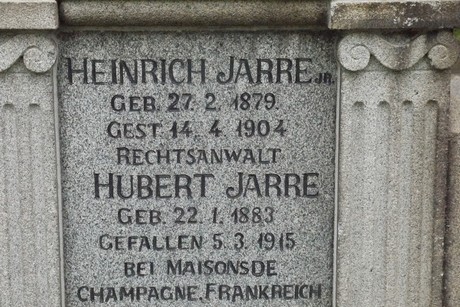 HEINRICH JARRE JR.
GEB. 27. 2. 1879.
GEST. 14. 4. 1904
RECHTSANWALT
HUBERT JARRE
GEB. 22. 1. 1883
GEFALLEN 5. 3. 1915
BEI MAISONSDE
CHAMPAGNE, FRANKREICH